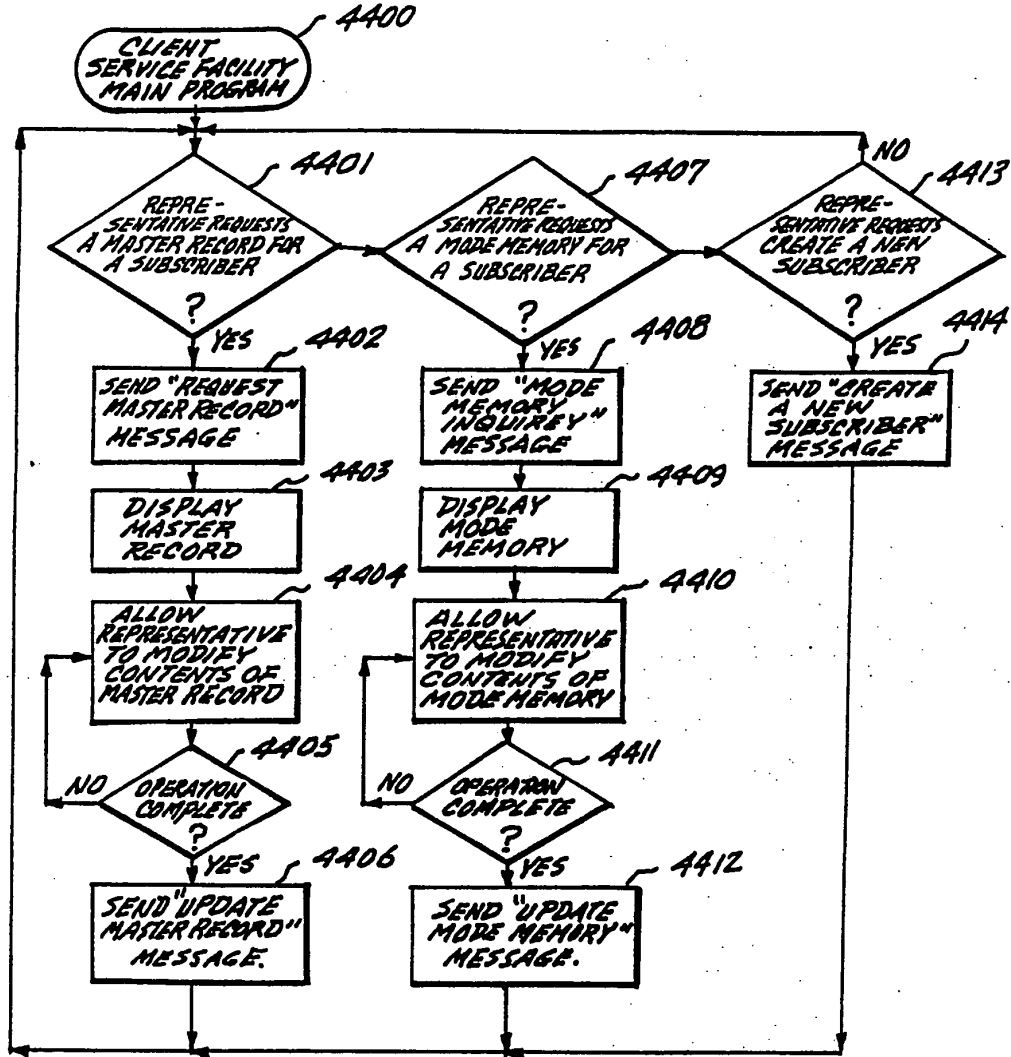 4400
CLIENT
SERVICE FACILITY
MAIN PROGRAM
4401
REPRE-
SENTATIVE REQUESTS
A MASTER RECORD FOR
A SUBSCRIBER
?
YES
4407
REPRE-
SENTATIVE REQUESTS
A MODE MEMORY FOR
A SUBSCRIBER
?
YES
NO
4413
REPRE-
SENTATIVE REQUESTS
CREATE A NEW
SUBSCRIBER
?
YES
4402
SEND "REQUEST
MASTER RECORD"
MESSAGE
4408
SEND "MODE
MEMORY
INQUIREY"
MESSAGE
4414
SEND "CREATE
A NEW
SUBSCRIBER"
MESSAGE
4403
DISPLAY
MASTER
RECORD
4409
DISPLAY
MODE
MEMORY
4404
ALLOW
REPRESENTATIVE
TO MODIFY
CONTENTS OF
MASTER RECORD
4410
ALLOW
REPRESENTATIVE
TO MODIFY
CONTENTS OF
MODE MEMORY
4405
NO
OPERATION
COMPLETE
?
YES
4411
NO
OPERATION
COMPLETE
?
YES
4406
SEND "UPDATE
MASTER RECORD"
MESSAGE.
4412
SEND "UPDATE
MODE MEMORY"
MESSAGE.